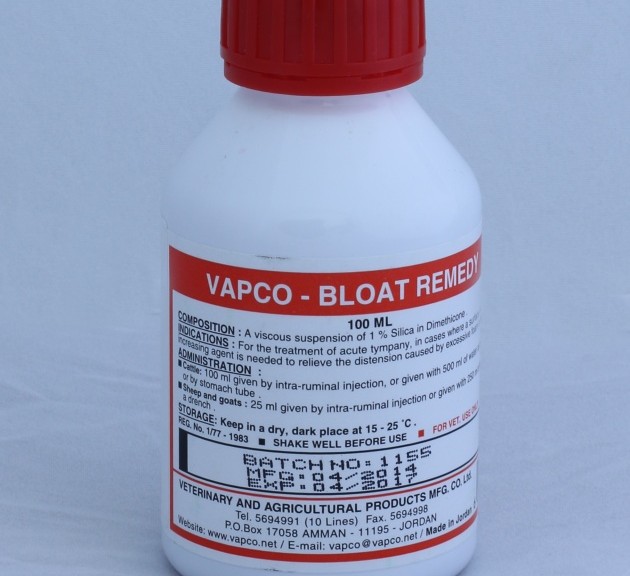 VAPCO - BLOAT REMEDY
100 ML
COMPOSITION : A viscous suspension of 1 % Silica in Dimethicone.
INDICATIONS : For the treatment of acute tympany, in cases where a
increasing agent is needed to relieve the distension caused by excessive
ADMINISTRATION :
■ Cattle: 100 ml given by intra-ruminal injection, or given with 500 ml of
or by stomach tube .
■ Sheep and goats : 25 ml given by intra-ruminal injection or given with
a drench .
STORAGE: Keep in a dry, dark place at 15 - 25 °C .
REG. No. 1/77 - 1983 ■ SHAKE WELL BEFORE USE ■ FOR VET. USE
BATCH NO: 1155
MFG: 04/2014
EXP: 04/2017
VETERINARY AND AGRICULTURAL PRODUCTS MFG. CO. Ltd.
Tel. 5694991 (10 Lines) Fax. 5694998
P.O.Box 17058 AMMAN - 11195 - JORDAN
Website: www.vapco.net / E-mail: vapco@vapco.net / Made in Jordan